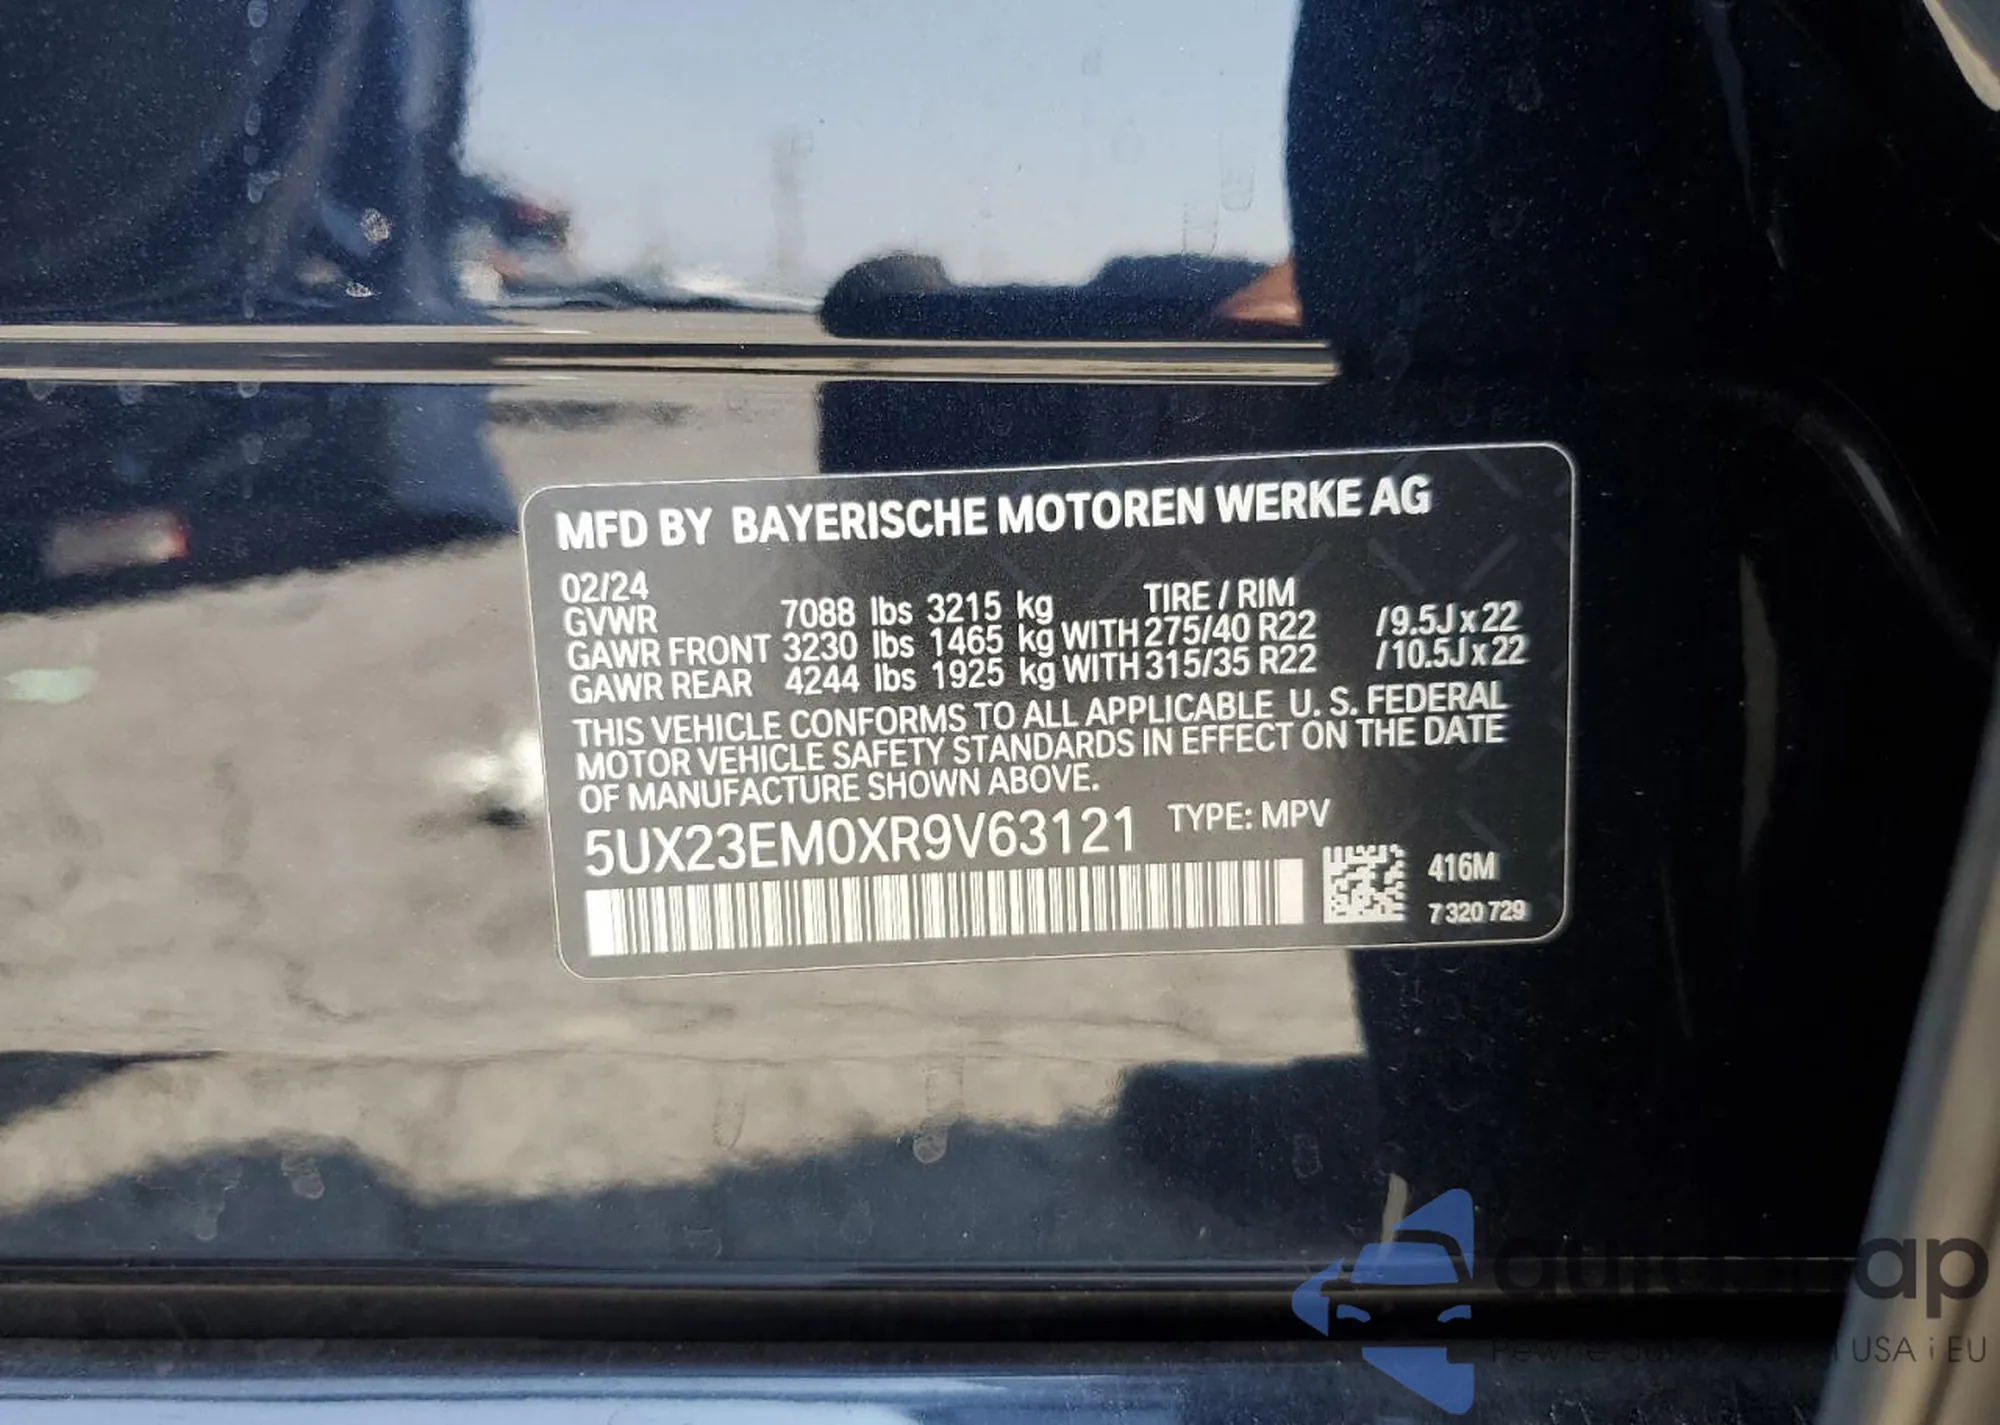 MFD BY BAYERISCHE MOTOREN WERKE AG
02/24 TIRE / RIM
GVWR 7088 lbs 3215 kg
GAWR FRONT 3230 lbs 1465 kg WITH 275/40 R22 /9.5J x 22
GAWR REAR 4244 lbs 1925 kg WITH 315/35 R22 /10.5J x 22
THIS VEHICLE CONFORMS TO ALL APPLICABLE U. S. FEDERAL
MOTOR VEHICLE SAFETY STANDARDS IN EFFECT ON THE DATE
OF MANUFACTURE SHOWN ABOVE.
5UX23EM0XR9V63121 TYPE: MPV
416M
7 320 729
USA i EU